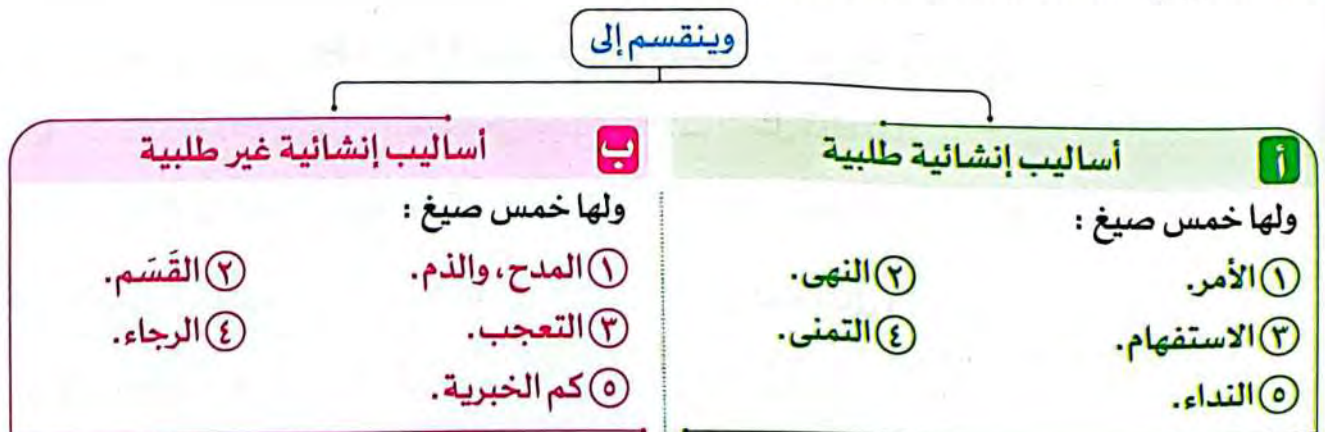 وينقسم إلى
أ أساليب إنشائية طلبية
ولها خمس صيغ :
١ الأمر. ٢ النهى.
٣ الاستفهام. ٤ التمنى.
٥ النداء.
ب أساليب إنشائية غير طلبية
ولها خمس صيغ :
١ المدح، والذم. ٢ القَسَم.
٣ التعجب. ٤ الرجاء.
٥ كم الخبرية.